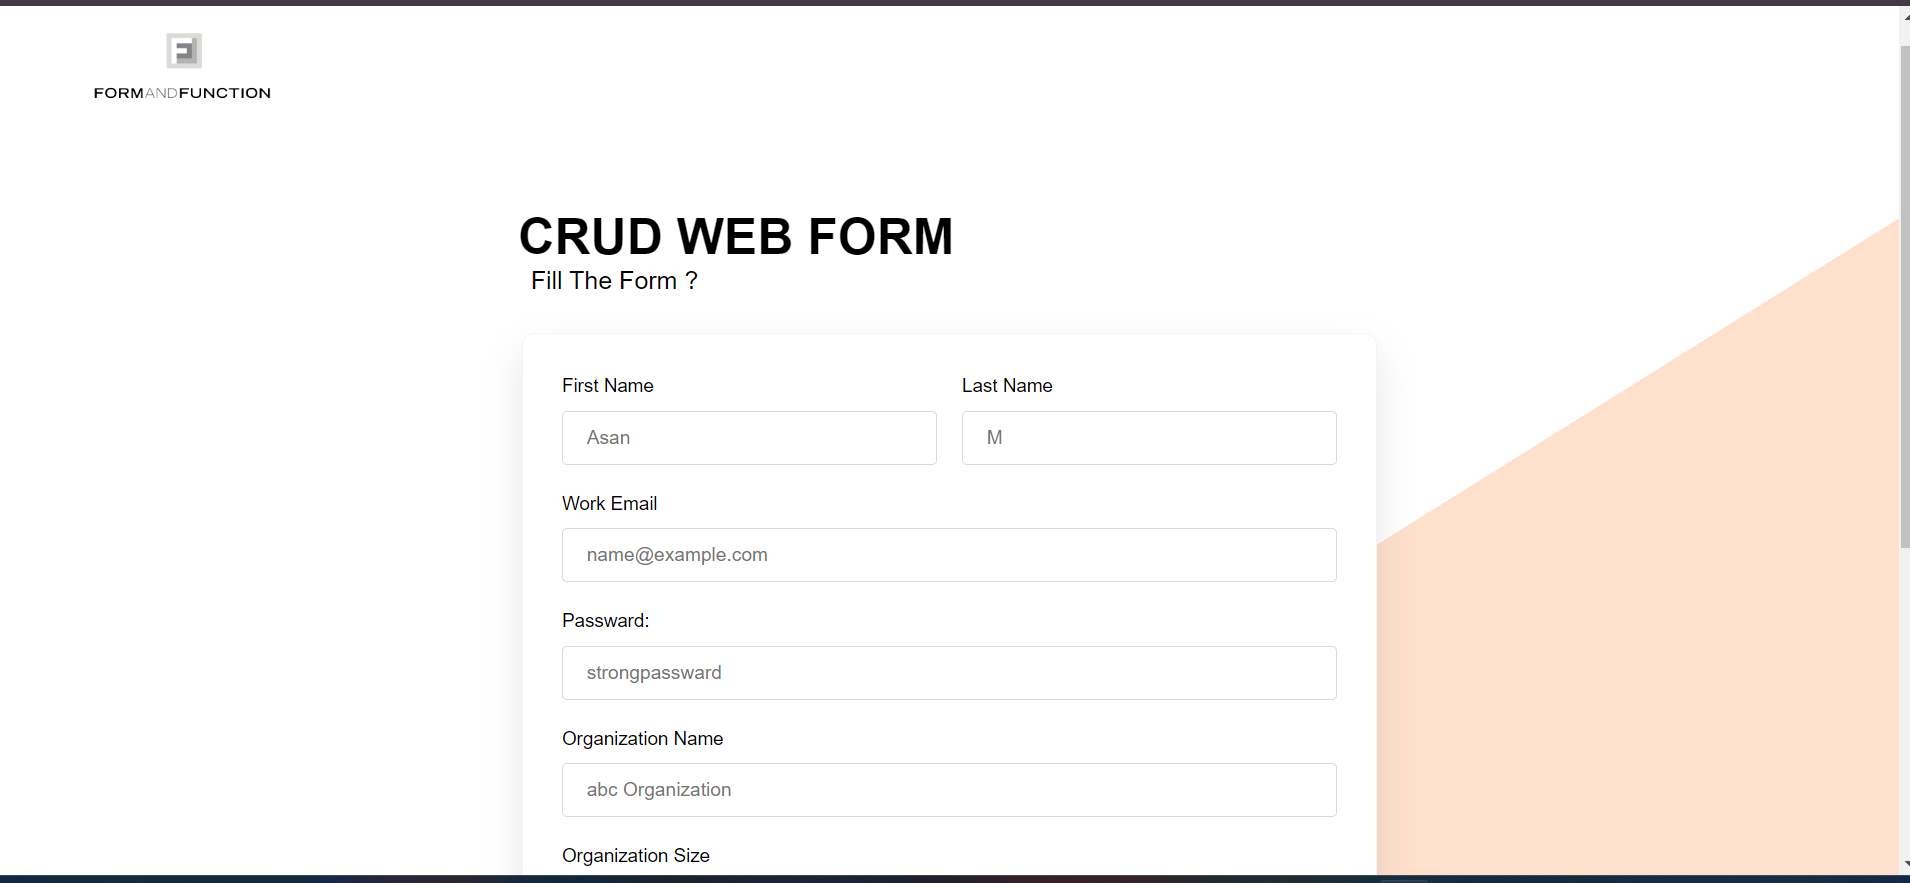 FORMANDFUNCTION
CRUD WEB FORM
Fill The Form ?
First Name
Last Name
Asan
M
Work Email
name@example.com
Passward:
strongpassward
Organization Name
abc Organization
Organization Size